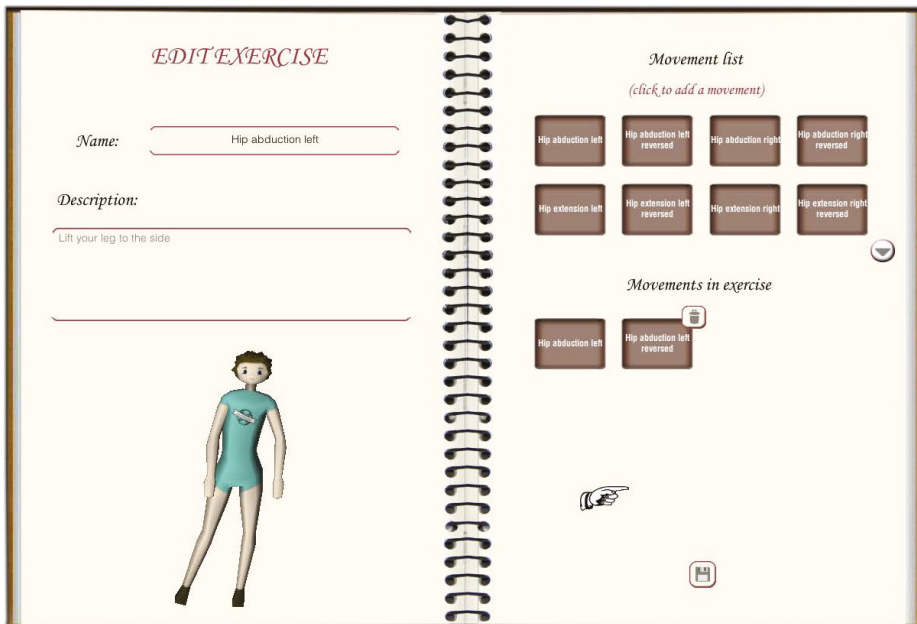 EDIT EXERCISE
Name:
Hip abduction left
Description:
Lift your leg to the side
Movement list
(click to add a movement)
Hip abduction left
Hip abduction left
reversed
Hip abduction right
Hip abduction right
reversed
Hip extension left
Hip extension left
reversed
Hip extension right
Hip extension right
reversed
Movements in exercise
Hip abduction left
Hip abduction left
reversed